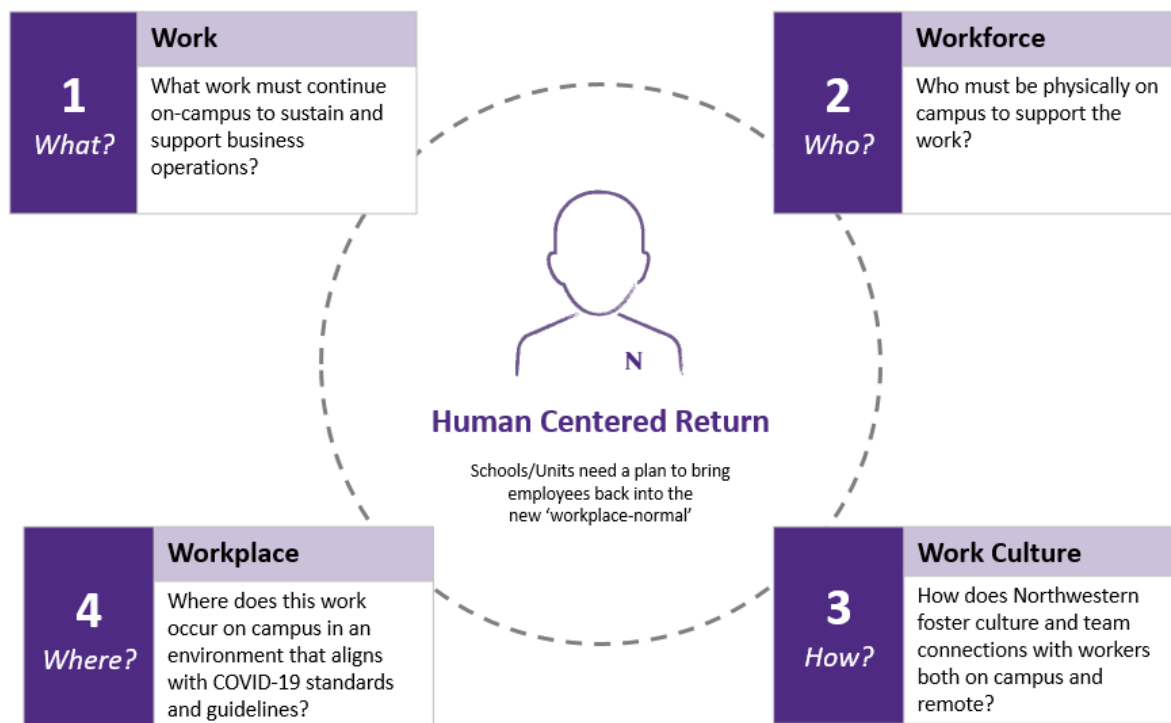 1
What?
Work
What work must continue
on-campus to sustain and
support business
operations?
2
Who?
Workforce
Who must be physically on
campus to support the
work?
N
Human Centered Return
Schools/Units need a plan to bring
employees back into the
new ‘workplace-normal’
4
Where?
Workplace
Where does this work
occur on campus in an
environment that aligns
with COVID-19 standards
and guidelines?
3
How?
Work Culture
How does Northwestern
foster culture and team
connections with workers
both on campus and
remote?